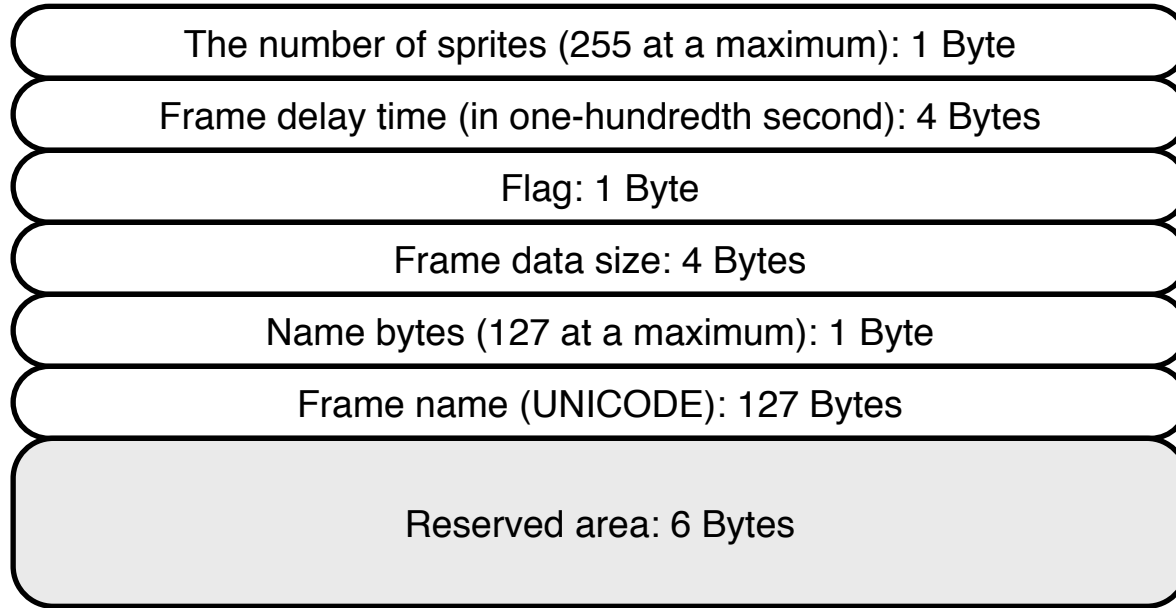 The number of sprites (255 at a maximum): 1 Byte
Frame delay time (in one-hundredth second): 4 Bytes
Flag: 1 Byte
Frame data size: 4 Bytes
Name bytes (127 at a maximum): 1 Byte
Frame name (UNICODE): 127 Bytes
Reserved area: 6 Bytes